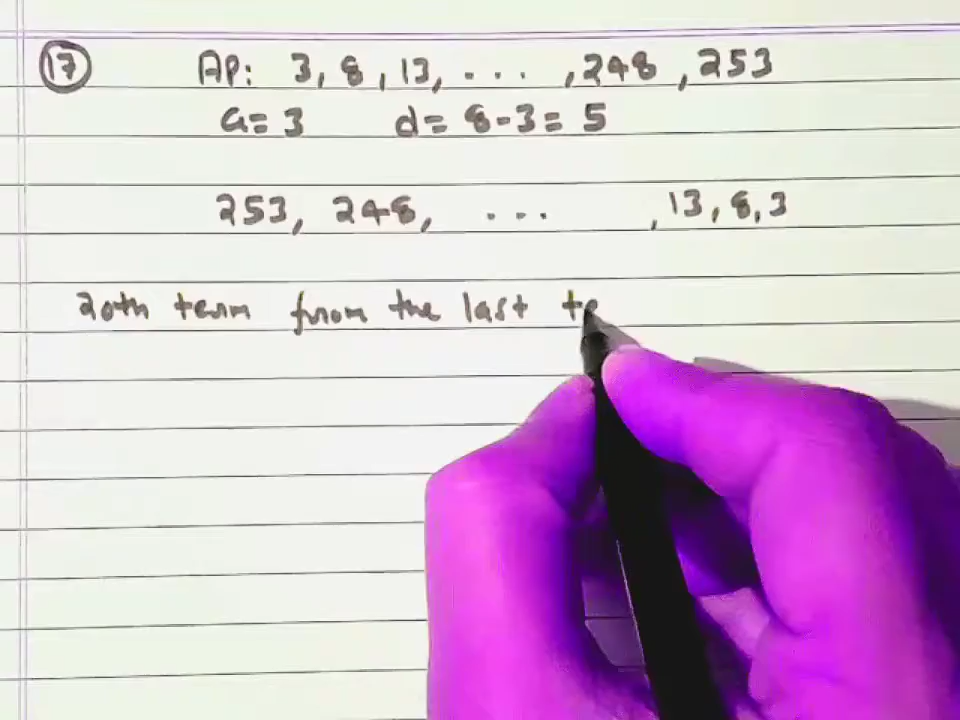 17 AP: 3, 8, 13, ... , 248, 253
a = 3 d = 8 - 3 = 5
253, 248, ... , 13, 8, 3
20th term from the last te